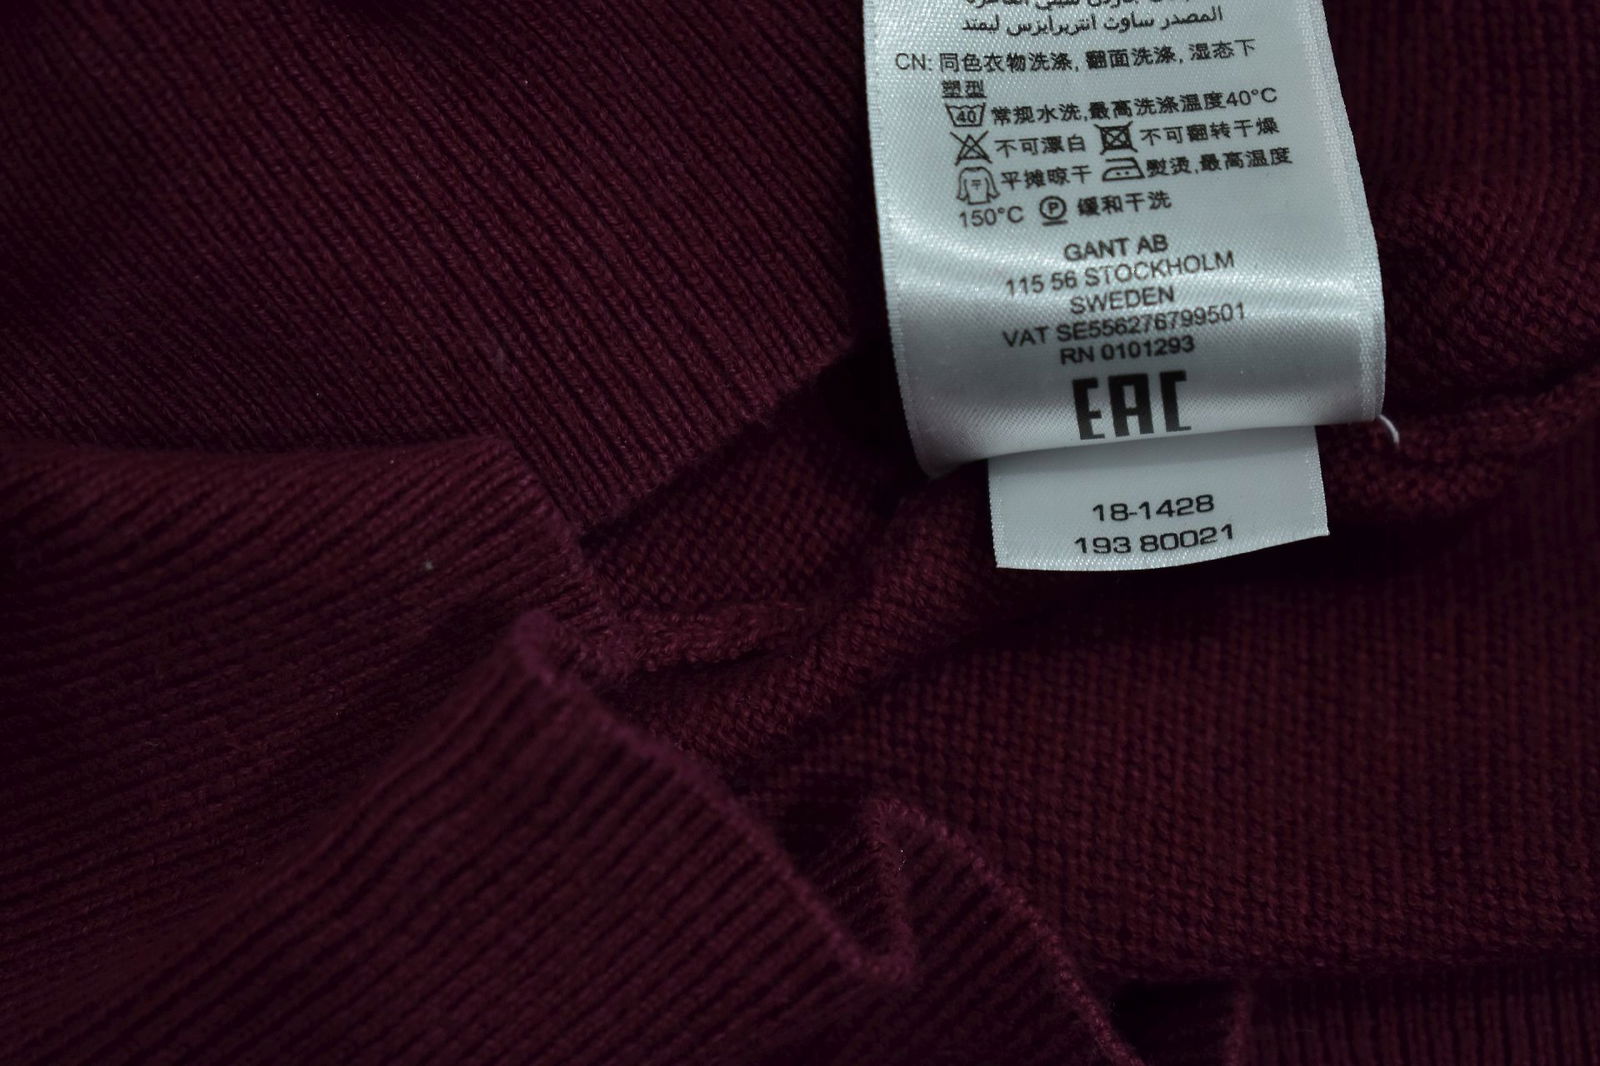 المصدر ساوث انتربرايزس ليمتد
CN: 同色衣物洗涤, 翻面洗涤, 湿态下
塑型
40 常规水洗,最高洗涤温度40°C
不可漂白 不可翻转干燥
平摊晾干 熨烫,最高温度
150°C P 缓和干洗
GANT AB
115 56 STOCKHOLM
SWEDEN
VAT SE556276799501
RN 0101293
EAC
18-1428
193 80021